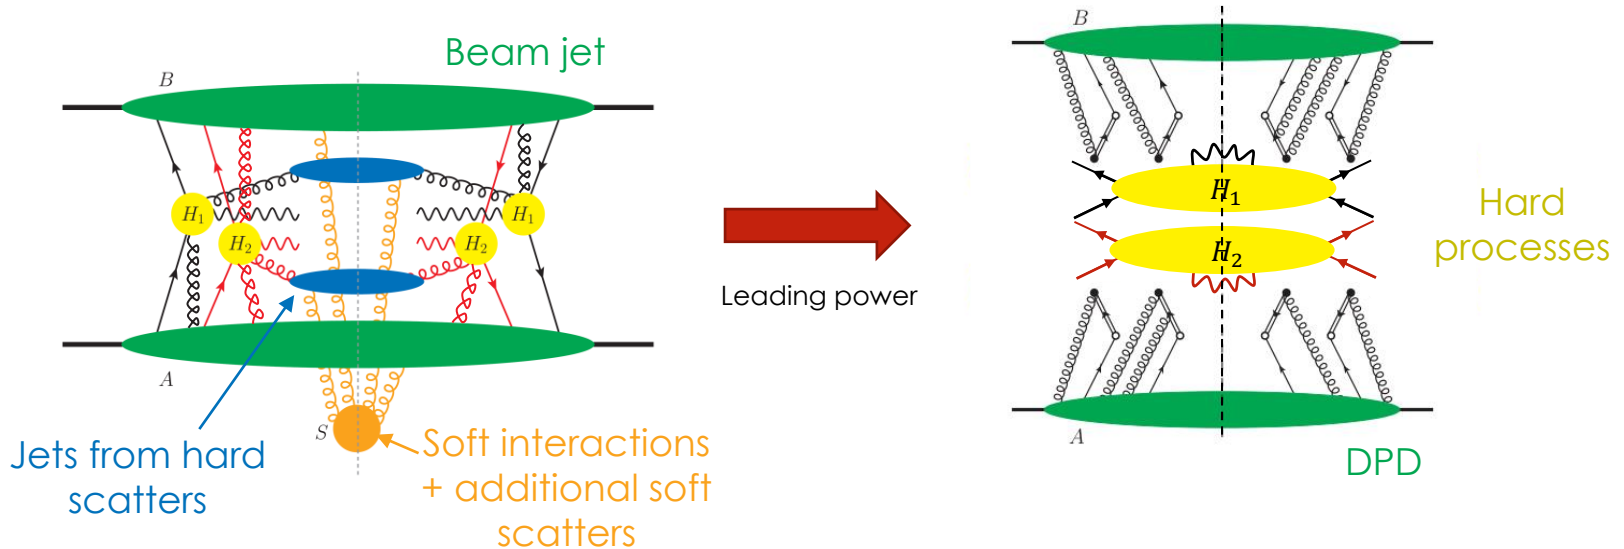 B
Beam jet
H₁
H₁
H₂
H₂
A
S
Jets from hard
scatters
Soft interactions
+ additional soft
scatters
Leading power
B
H₁
H₂
Hard
processes
A
DPD